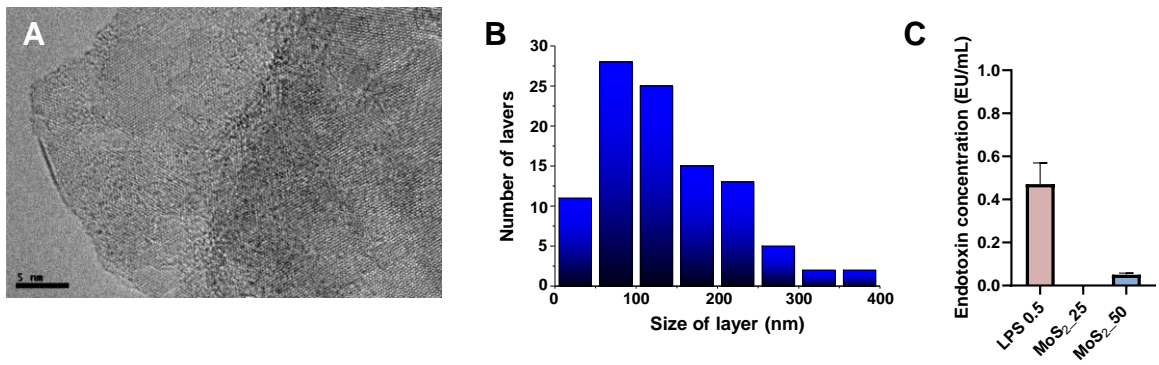 A
5 nm
B
30
25
20
15
10
5
0
Number of lavers
0
100
200
300
400
Size of layer (nm)
C
1.0
0.8
0.6
0.4
0.2
0.0
Endotoxin concentration (EU/mL)
LPS 0.5
MoS₂_25
MoS₂_50